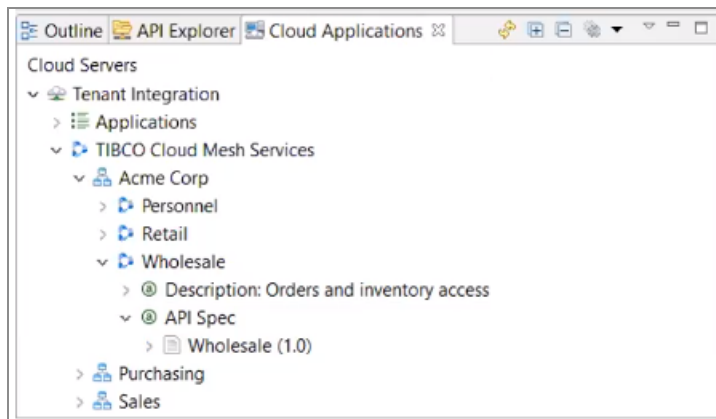 Outline API Explorer Cloud Applications
Cloud Servers
Tenant Integration
Applications
TIBCO Cloud Mesh Services
Acme Corp
Personnel
Retail
Wholesale
Description: Orders and inventory access
API Spec
Wholesale (1.0)
Purchasing
Sales